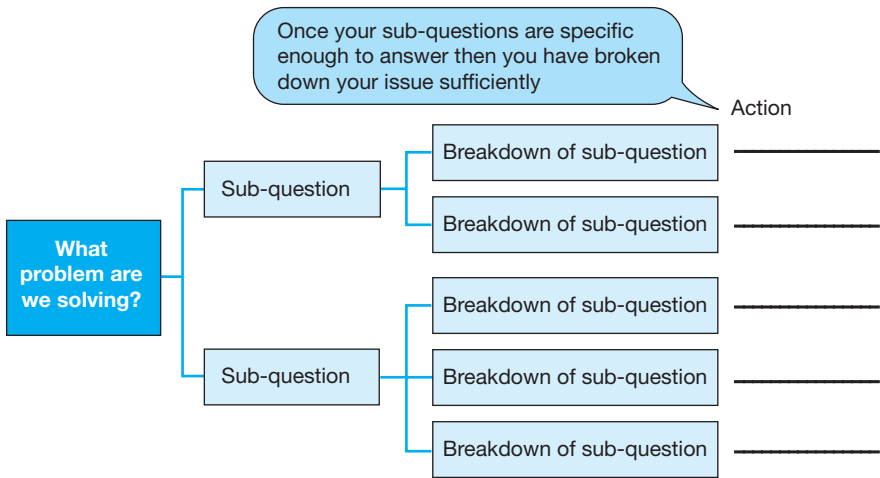 Once your sub-questions are specific
enough to answer then you have broken
down your issue sufficiently
Action
What
problem are
we solving?
Sub-question
Breakdown of sub-question
Breakdown of sub-question
Sub-question
Breakdown of sub-question
Breakdown of sub-question
Breakdown of sub-question